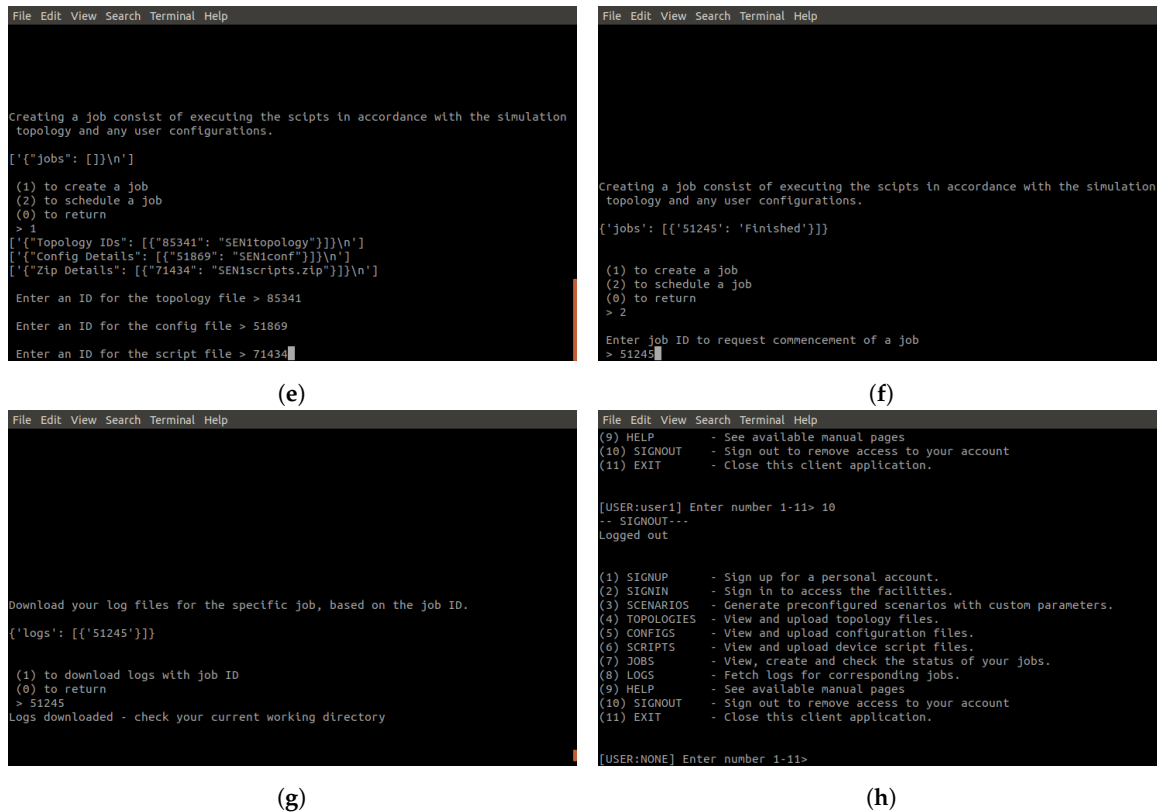 File Edit View Search Terminal Help
Creating a job consist of executing the scipts in accordance with the simulation
topology and any user configurations.
['{"jobs": []}\n']
(1) to create a job
(2) to schedule a job
(0) to return
> 1
['{"Topology IDs": [{"85341": "SEN1topology"}]}\n']
['{"Config Details": [{"51869": "SEN1conf"}]}\n']
['{"Zip Details": [{"71434": "SEN1scripts.zip"}]}\n']
Enter an ID for the topology file > 85341
Enter an ID for the config file > 51869
Enter an ID for the script file > 71434
(e)
File Edit View Search Terminal Help
Creating a job consist of executing the scipts in accordance with the simulation
topology and any user configurations.
{'jobs': [{'51245': 'Finished'}]}
(1) to create a job
(2) to schedule a job
(0) to return
> 2
Enter job ID to request commencement of a job
> 51245
(f)
File Edit View Search Terminal Help
Download your log files for the specific job, based on the job ID.
{'logs': [{'51245'}]}
(1) to download logs with job ID
(0) to return
> 51245
Logs downloaded - check your current working directory
(g)
File Edit View Search Terminal Help
(9) HELP - See available manual pages
(10) SIGNOUT - Sign out to remove access to your account
(11) EXIT - Close this client application.
[USER:user1] Enter number 1-11> 10
-- SIGNOUT---
Logged out
(1) SIGNUP - Sign up for a personal account.
(2) SIGNIN - Sign in to access the facilities.
(3) SCENARIOS - Generate preconfigured scenarios with custom parameters.
(4) TOPOLOGIES - View and upload topology files.
(5) CONFIGS - View and upload configuration files.
(6) SCRIPTS - View and upload device script files.
(7) JOBS - View, create and check the status of your jobs.
(8) LOGS - Fetch logs for corresponding jobs.
(9) HELP - See available manual pages
(10) SIGNOUT - Sign out to remove access to your account
(11) EXIT - Close this client application.
[USER:NONE] Enter number 1-11>
(h)